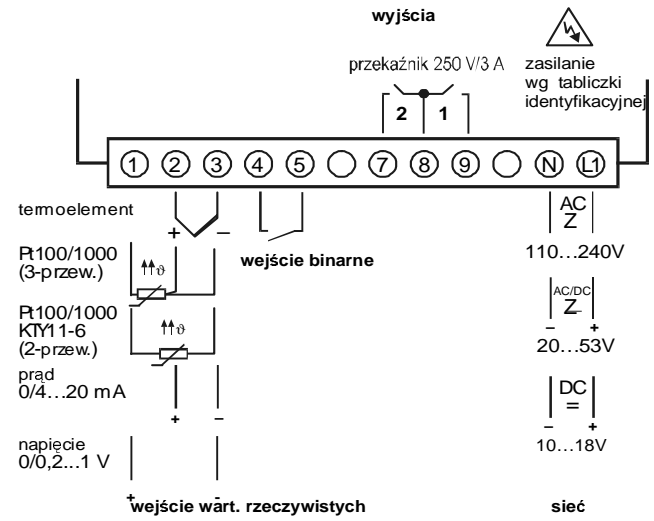 wyjścia
przekaźnik 250 V/3 A
zasilanie
wg tabliczki
identyfikacyjnej
2 1
1 2 3 4 5 7 8 9 N L1
termoelement
+ –
wejście binarne
AC
110...240V
Pt100/1000
(3-przew.)
ϑ
Pt100/1000
KTY11-6
(2-przew.)
ϑ
AC/DC
– +
20...53V
prąd
0/4...20 mA
+ –
DC
=
– +
10...18V
napięcie
0/0,2...1 V
+ -
wejście wart. rzeczywistych
sieć